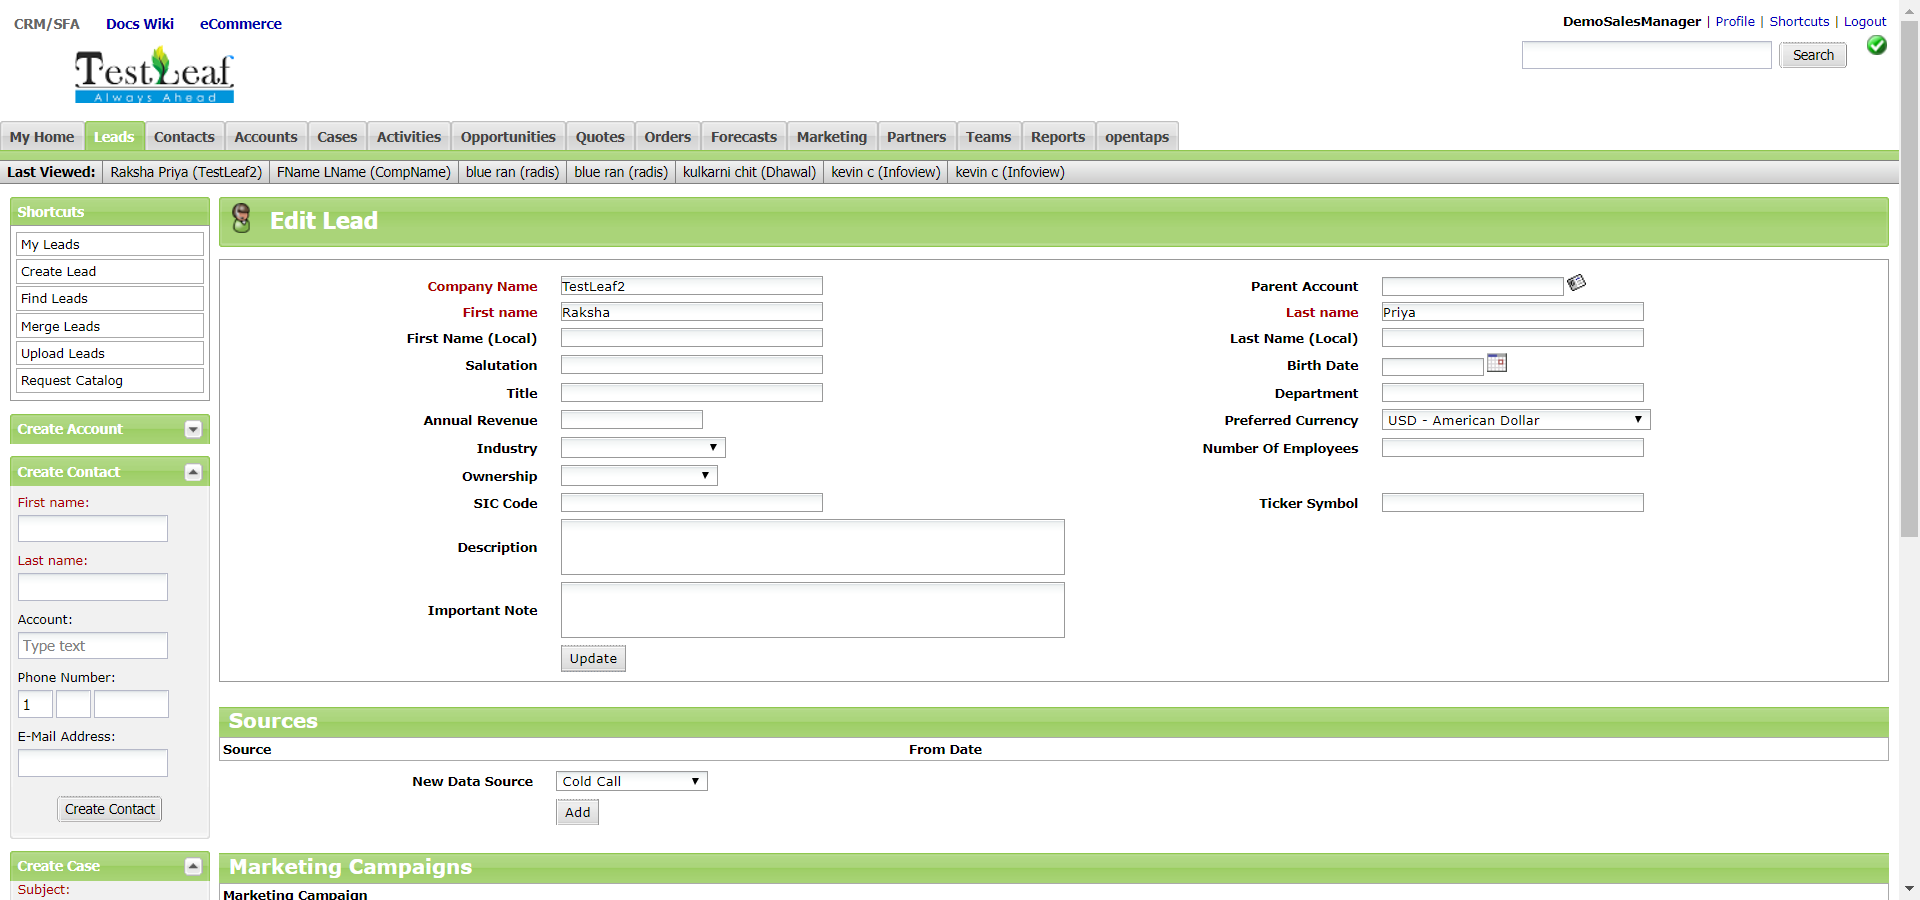 CRM/SFA Docs Wiki eCommerce
DemoSalesManager | Profile | Shortcuts | Logout
Search
TestLeaf
Always Ahead
My Home Leads Contacts Accounts Cases Activities Opportunities Quotes Orders Forecasts Marketing Partners Teams Reports opentaps
Last Viewed: Raksha Priya (TestLeaf2) FName LName (CompName) blue ran (radis) blue ran (radis) kulkarni chit (Dhawal) kevin c (Infoview) kevin c (Infoview)
Shortcuts
My Leads
Create Lead
Find Leads
Merge Leads
Upload Leads
Request Catalog
Create Account
Create Contact
First name:
Last name:
Account:
Type text
Phone Number:
1
E-Mail Address:
Create Contact
Create Case
Subject:
Edit Lead
Company Name TestLeaf2 Parent Account
First name Raksha Last name Priya
First Name (Local) Last Name (Local)
Salutation Birth Date
Title Department
Annual Revenue Preferred Currency USD - American Dollar
Industry Number Of Employees
Ownership
SIC Code Ticker Symbol
Description
Important Note
Update
Sources
Source From Date
New Data Source Cold Call
Add
Marketing Campaigns
Marketing Campaign